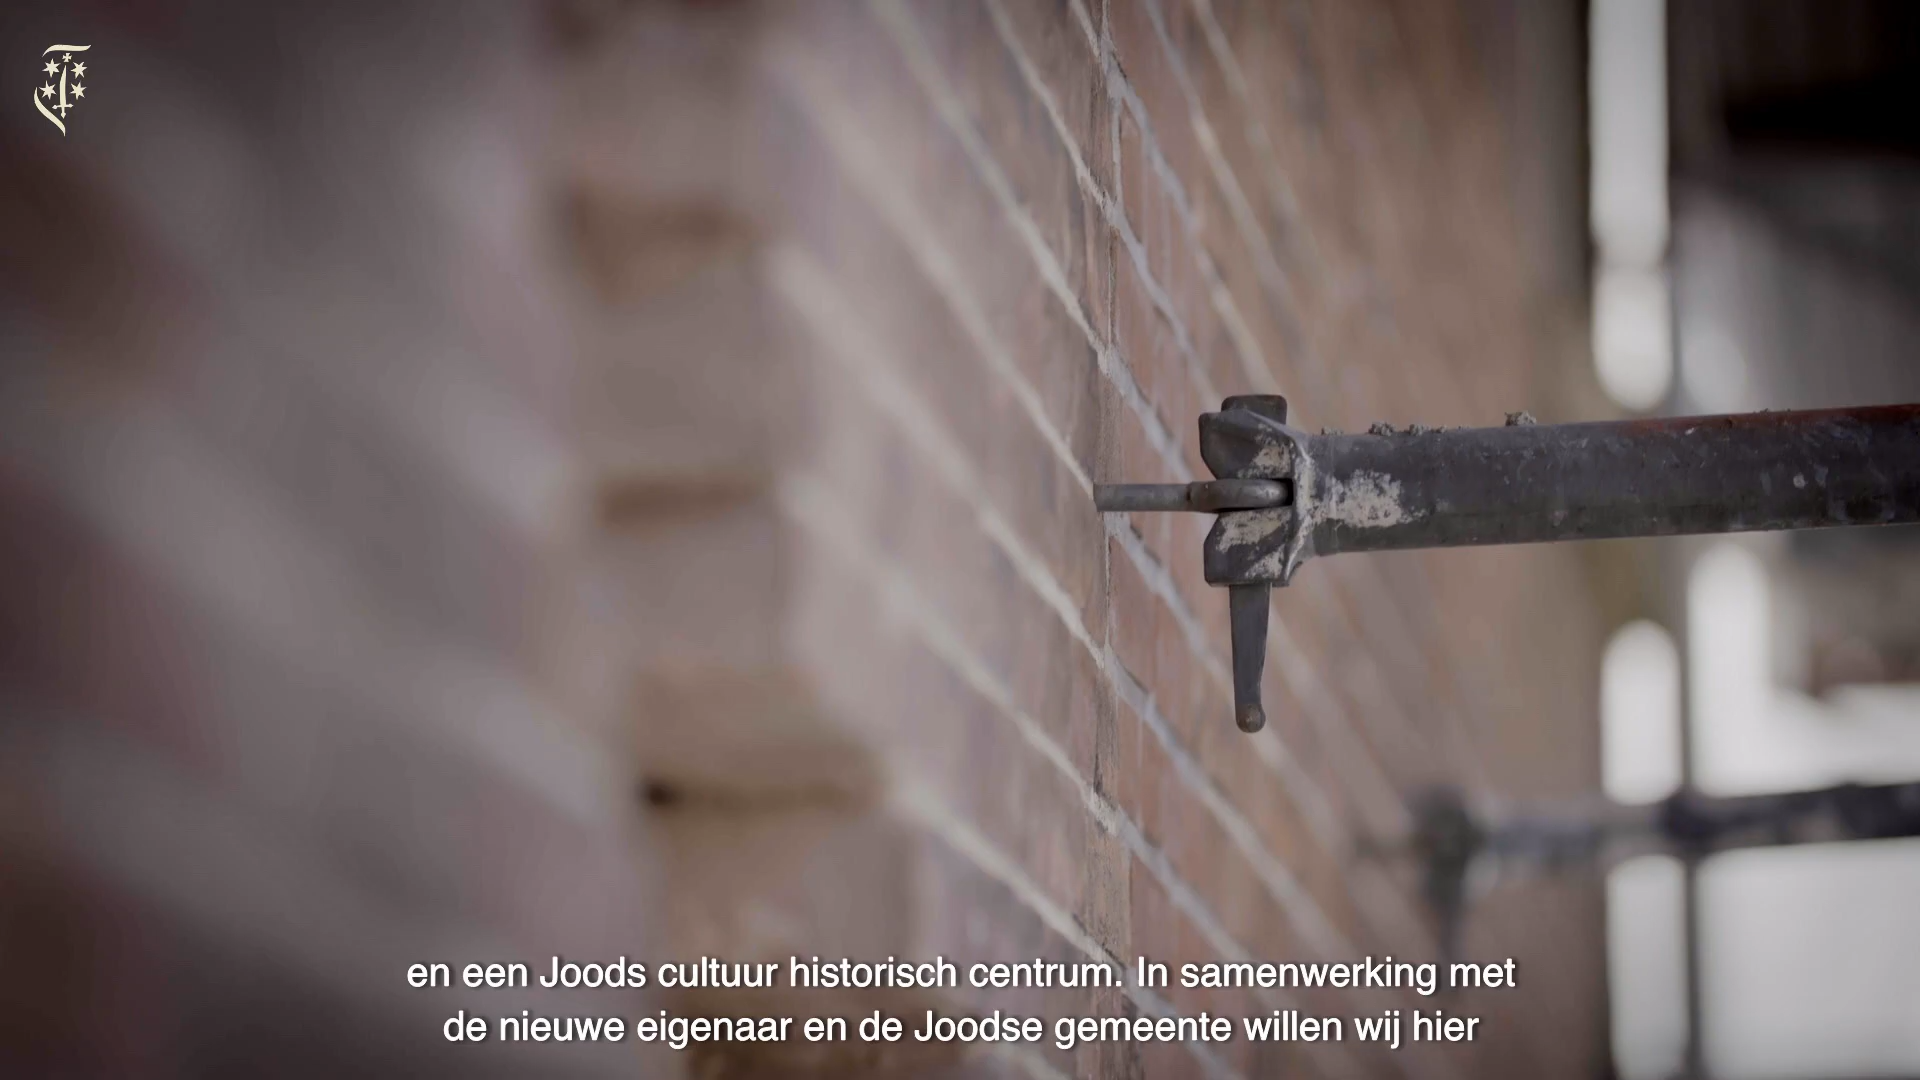 en een Joods cultuur historisch centrum. In samenwerking met
de nieuwe eigenaar en de Joodse gemeente willen wij hier